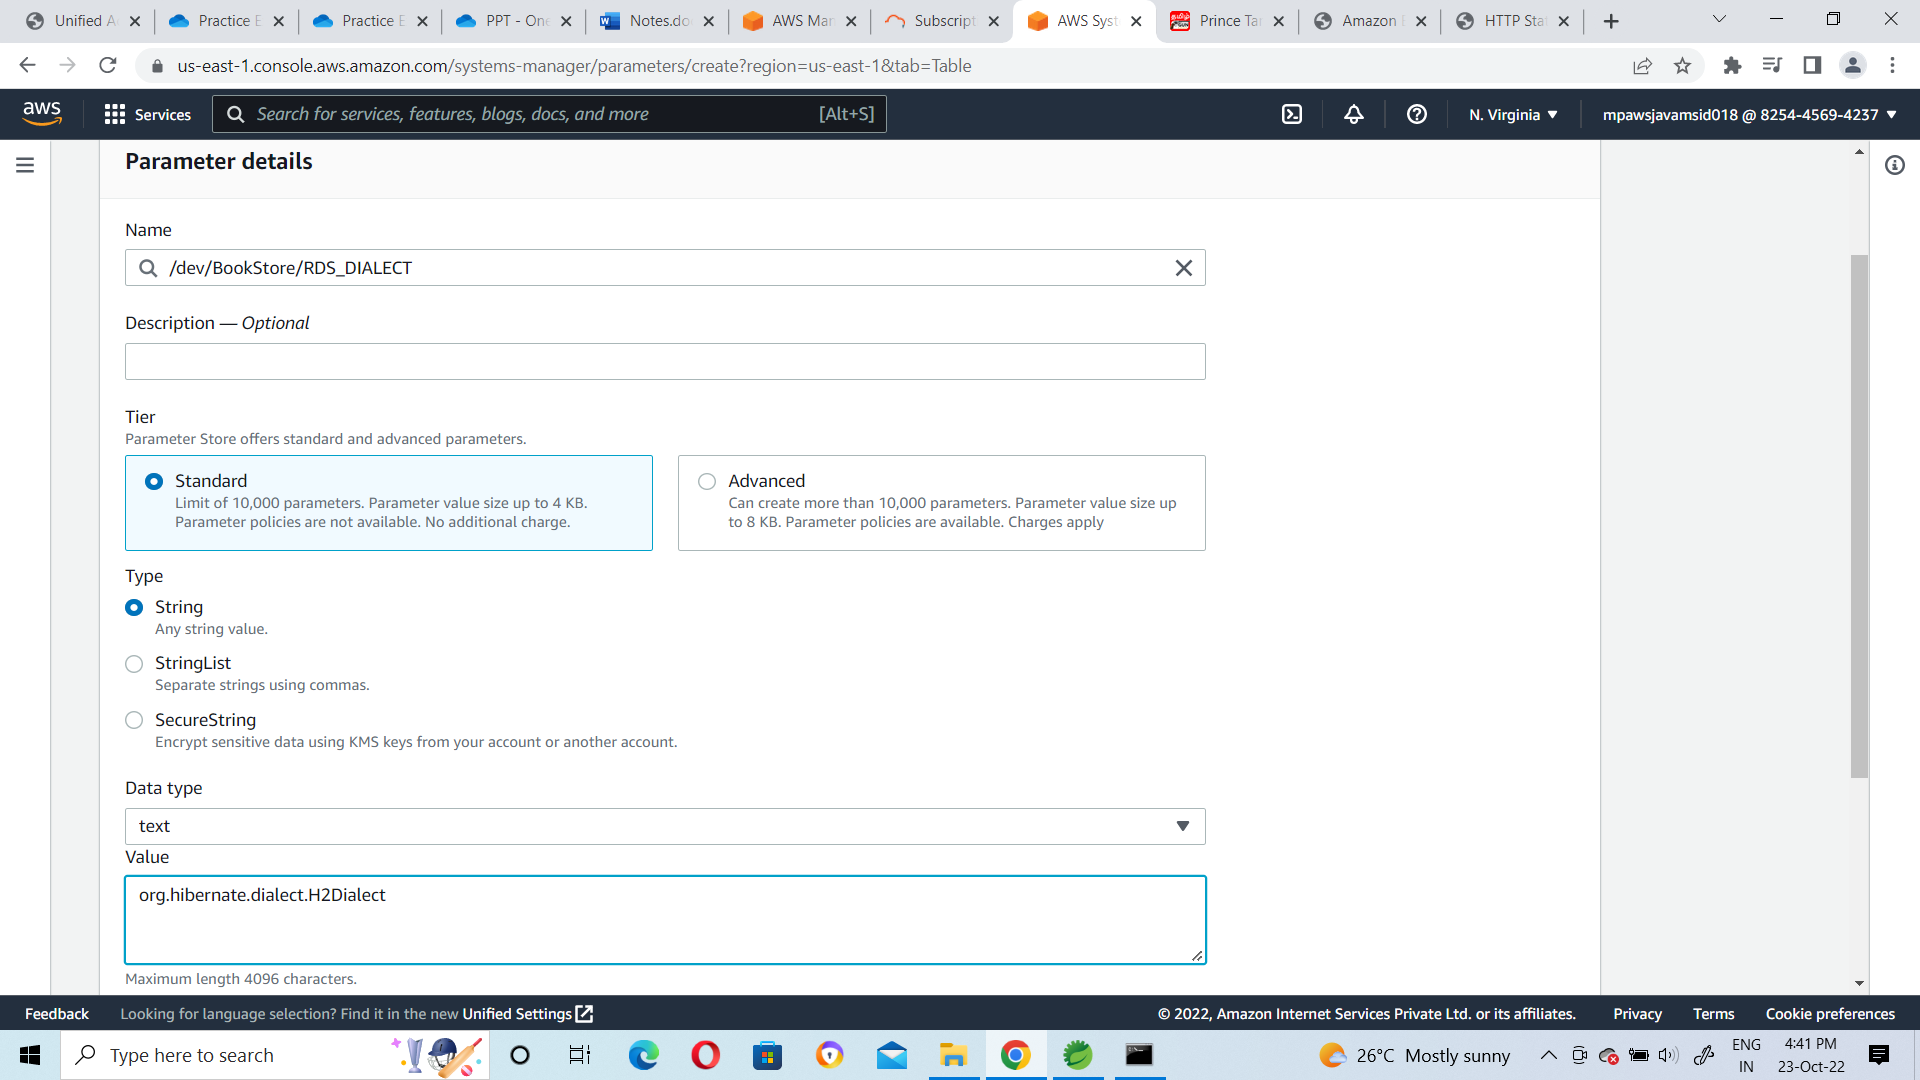 Unified A
Practice E
Practice E
PPT - One
Notes.do
AWS Man
Subscript
AWS Syst
Prince Tar
Amazon E
HTTP Stat
us-east-1.console.aws.amazon.com/systems-manager/parameters/create?region=us-east-1&tab=Table
aws
Services
Search for services, features, blogs, docs, and more
[Alt+S]
N. Virginia
mpawsjavamsid018 @ 8254-4569-4237
Parameter details
Name
/dev/BookStore/RDS_DIALECT
Description — Optional
Tier
Parameter Store offers standard and advanced parameters.
Standard
Limit of 10,000 parameters. Parameter value size up to 4 KB.
Parameter policies are not available. No additional charge.
Advanced
Can create more than 10,000 parameters. Parameter value size up
to 8 KB. Parameter policies are available. Charges apply
Type
String
Any string value.
StringList
Separate strings using commas.
SecureString
Encrypt sensitive data using KMS keys from your account or another account.
Data type
text
Value
org.hibernate.dialect.H2Dialect
Maximum length 4096 characters.
Feedback
Looking for language selection? Find it in the new Unified Settings
© 2022, Amazon Internet Services Private Ltd. or its affiliates.
Privacy
Terms
Cookie preferences
Type here to search
26°C Mostly sunny
ENG
IN
4:41 PM
23-Oct-22